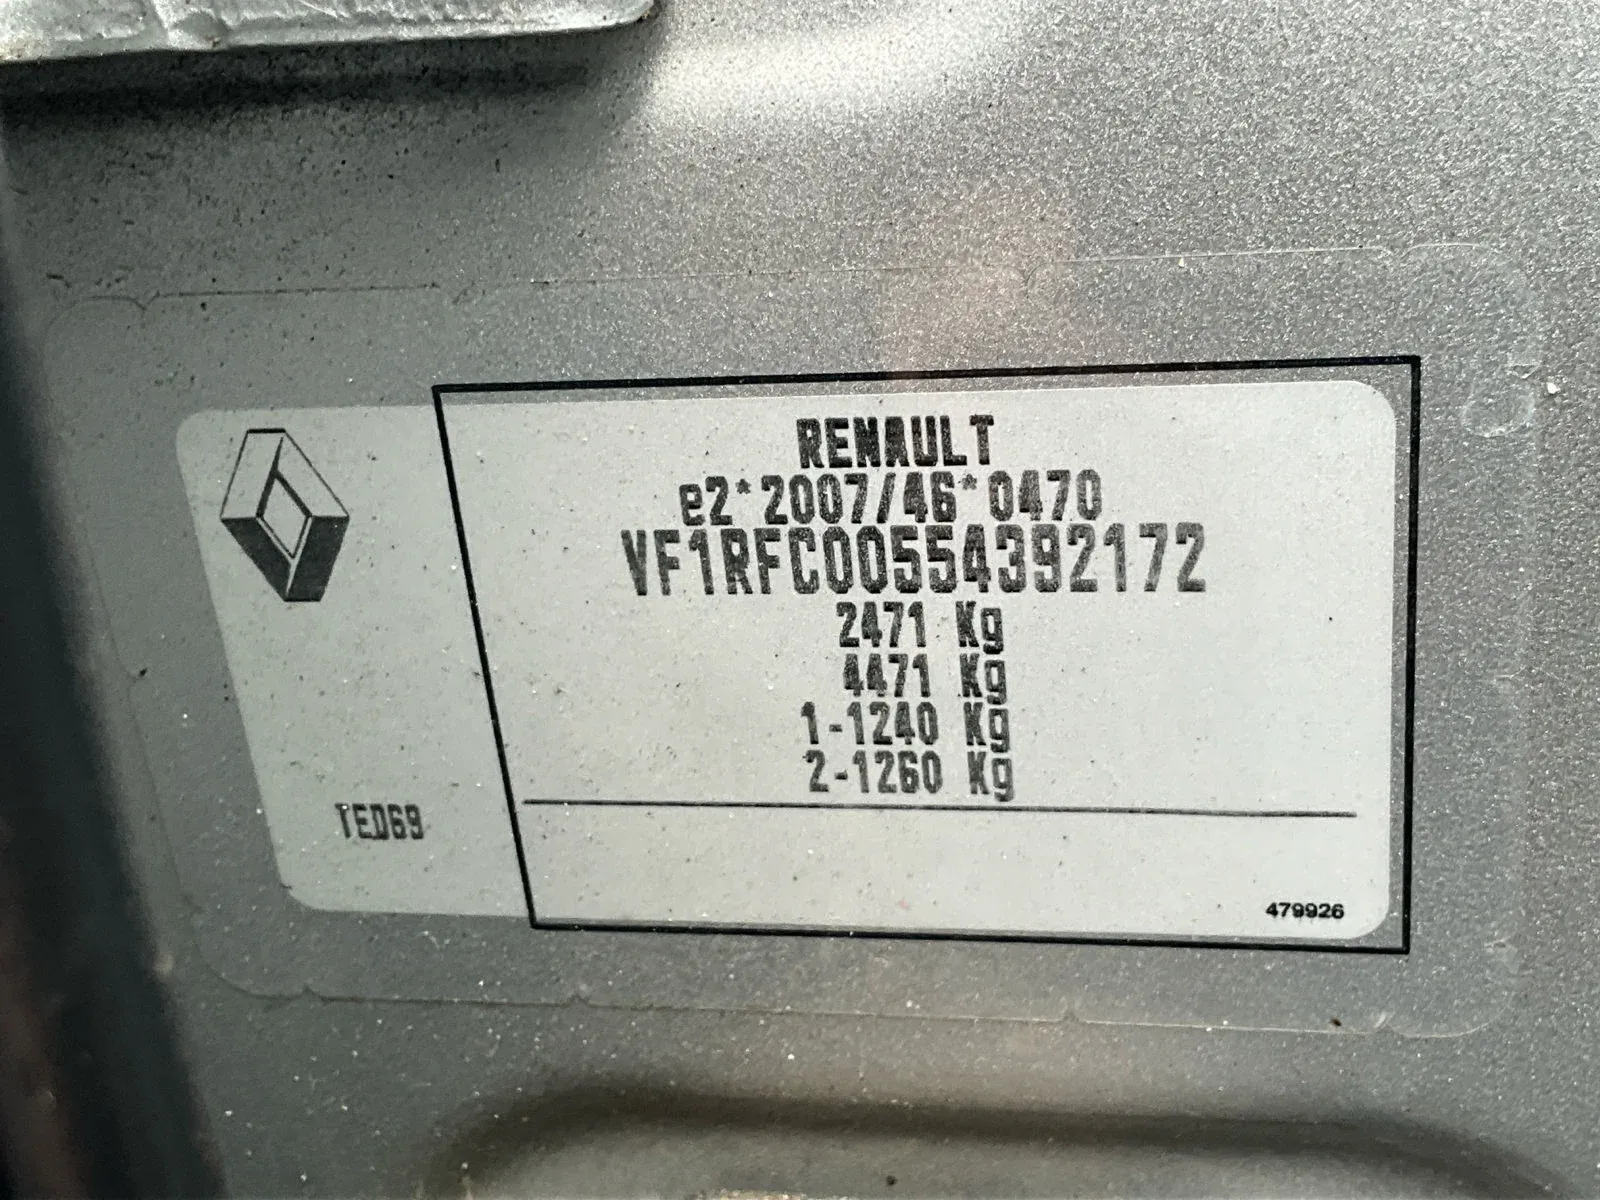 RENAULT
e2*2007/46*0470
VF1RFC00554392172
2471 Kg
4471 Kg
1-1240 Kg
2-1260 Kg
TED69
479926